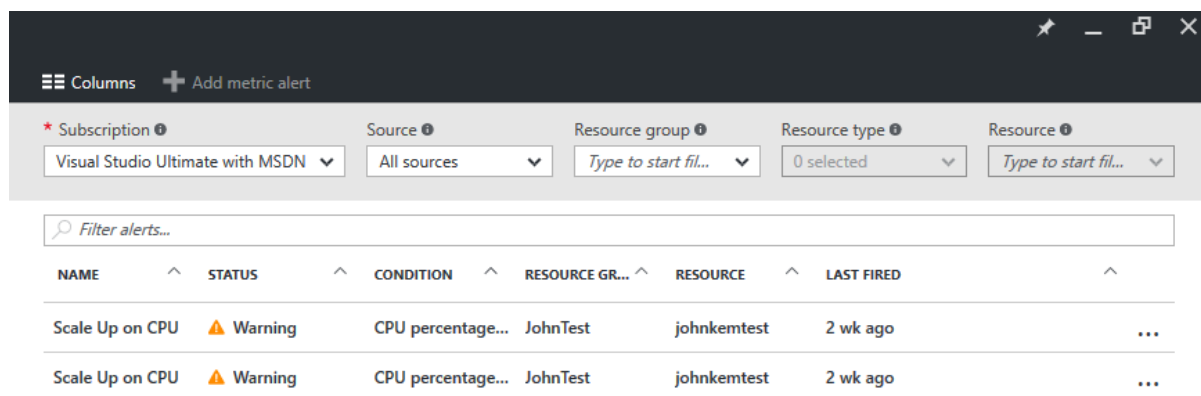 Columns Add metric alert
* Subscription Source Resource group Resource type Resource
Visual Studio Ultimate with MSDN All sources Type to start fil... 0 selected Type to start fil...
Filter alerts...
NAME STATUS CONDITION RESOURCE GR... RESOURCE LAST FIRED
Scale Up on CPU Warning CPU percentage... JohnTest johnkemtest 2 wk ago ...
Scale Up on CPU Warning CPU percentage... JohnTest johnkemtest 2 wk ago ...